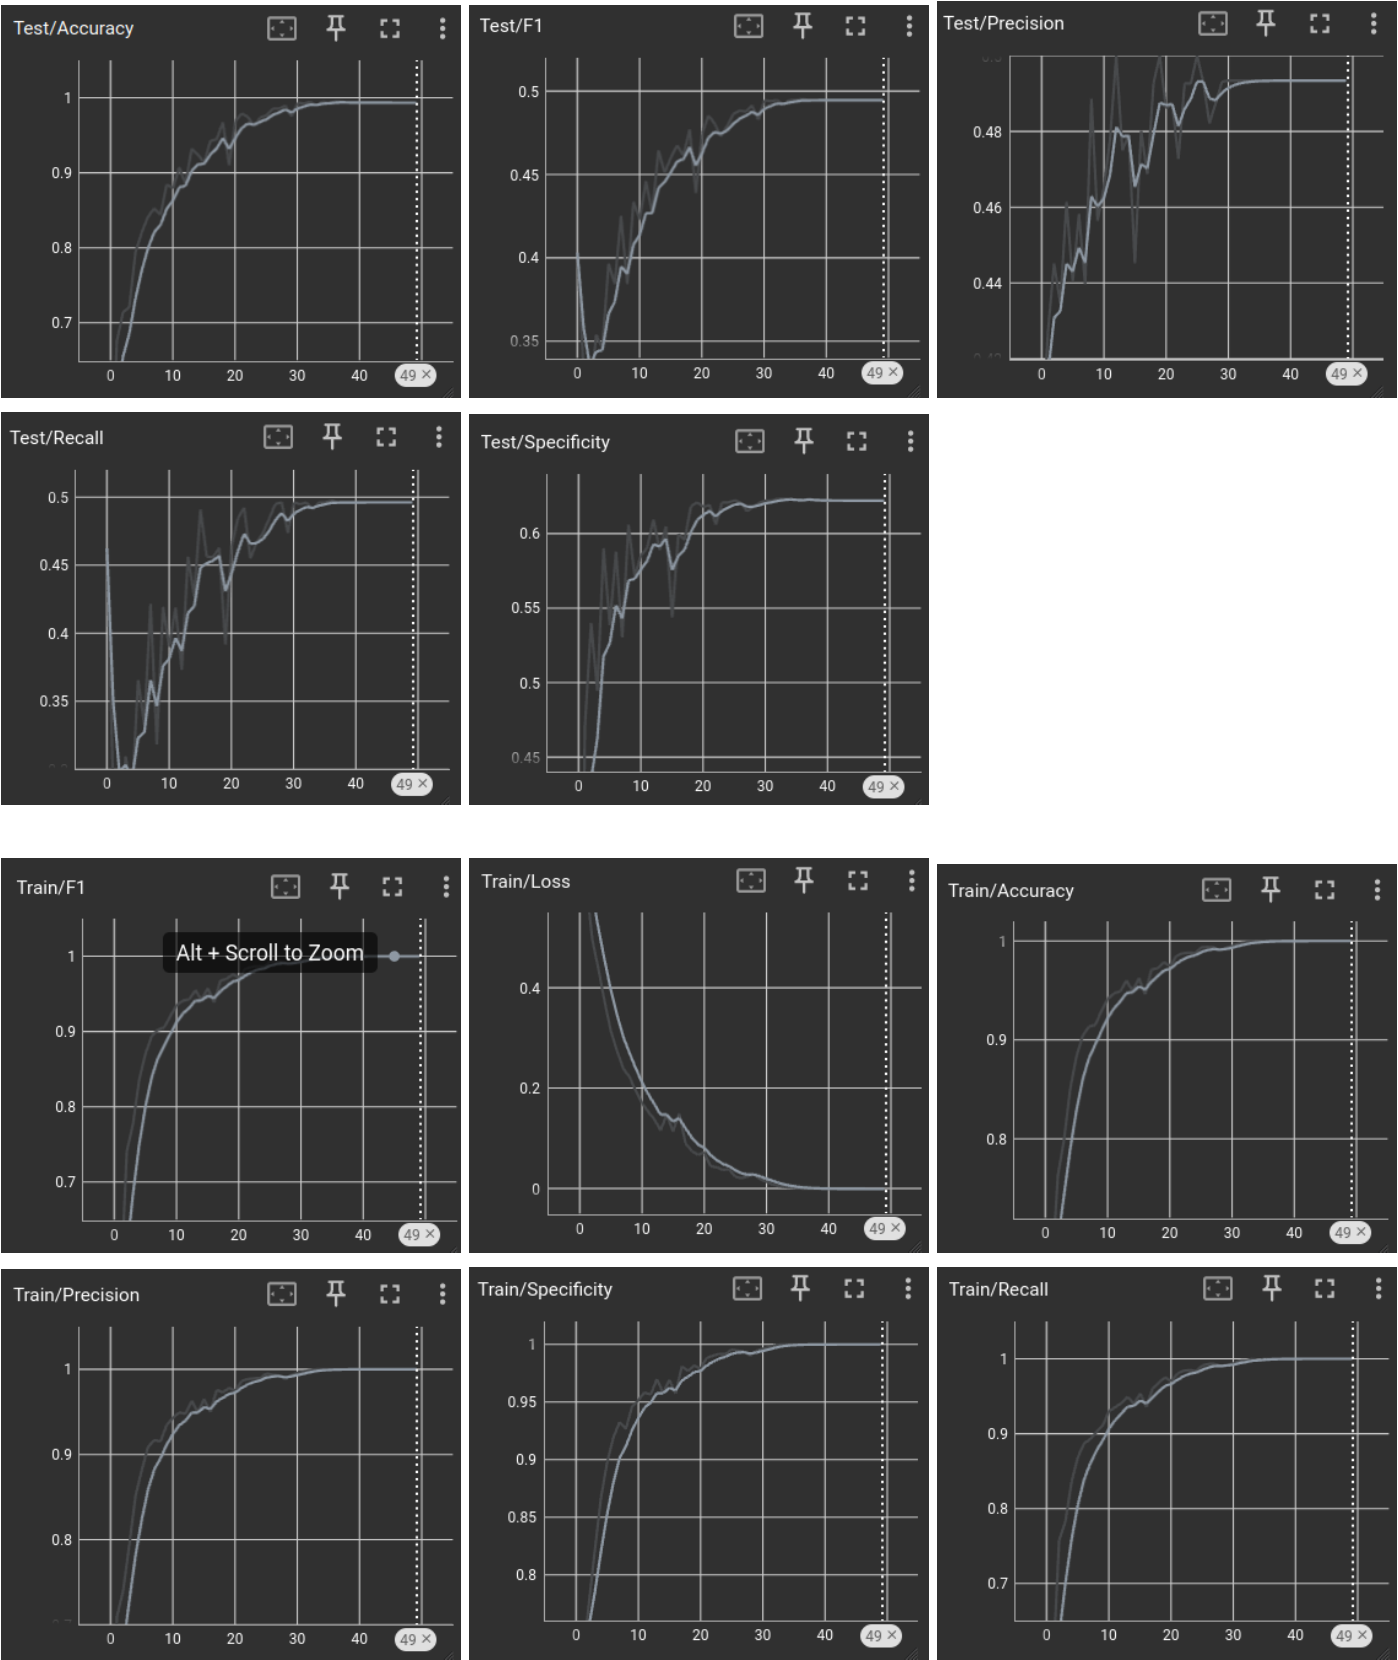 Test/Accuracy
1
0.9
0.8
0.7
0 10 20 30 49 ×
Test/F1
0.5
0.45
0.4
0.35
0 10 20 30 40 49 ×
Test/Precision
0.48
0.46
0.44
0 10 20 30 40 49 ×
Test/Recall
0.5
0.45
0.4
0.35
0 10 20 30 40 49 ×
Test/Specificity
0.6
0.55
0.5
0.45
0 10 20 30 40 49 ×
Train/F1
Alt + Scroll to Zoom
1
0.9
0.8
0.7
0 10 20 30 40 49 ×
Train/Loss
0.4
0.2
0
0 10 20 30 40 49 ×
Train/Accuracy
1
0.9
0.8
0 10 20 30 40 49 ×
Train/Precision
1
0.9
0.8
0 10 20 30 40 49 ×
Train/Specificity
1
0.95
0.9
0.85
0.8
0 10 20 30 40 49 ×
Train/Recall
1
0.9
0.8
0.7
0 10 20 30 40 49 ×